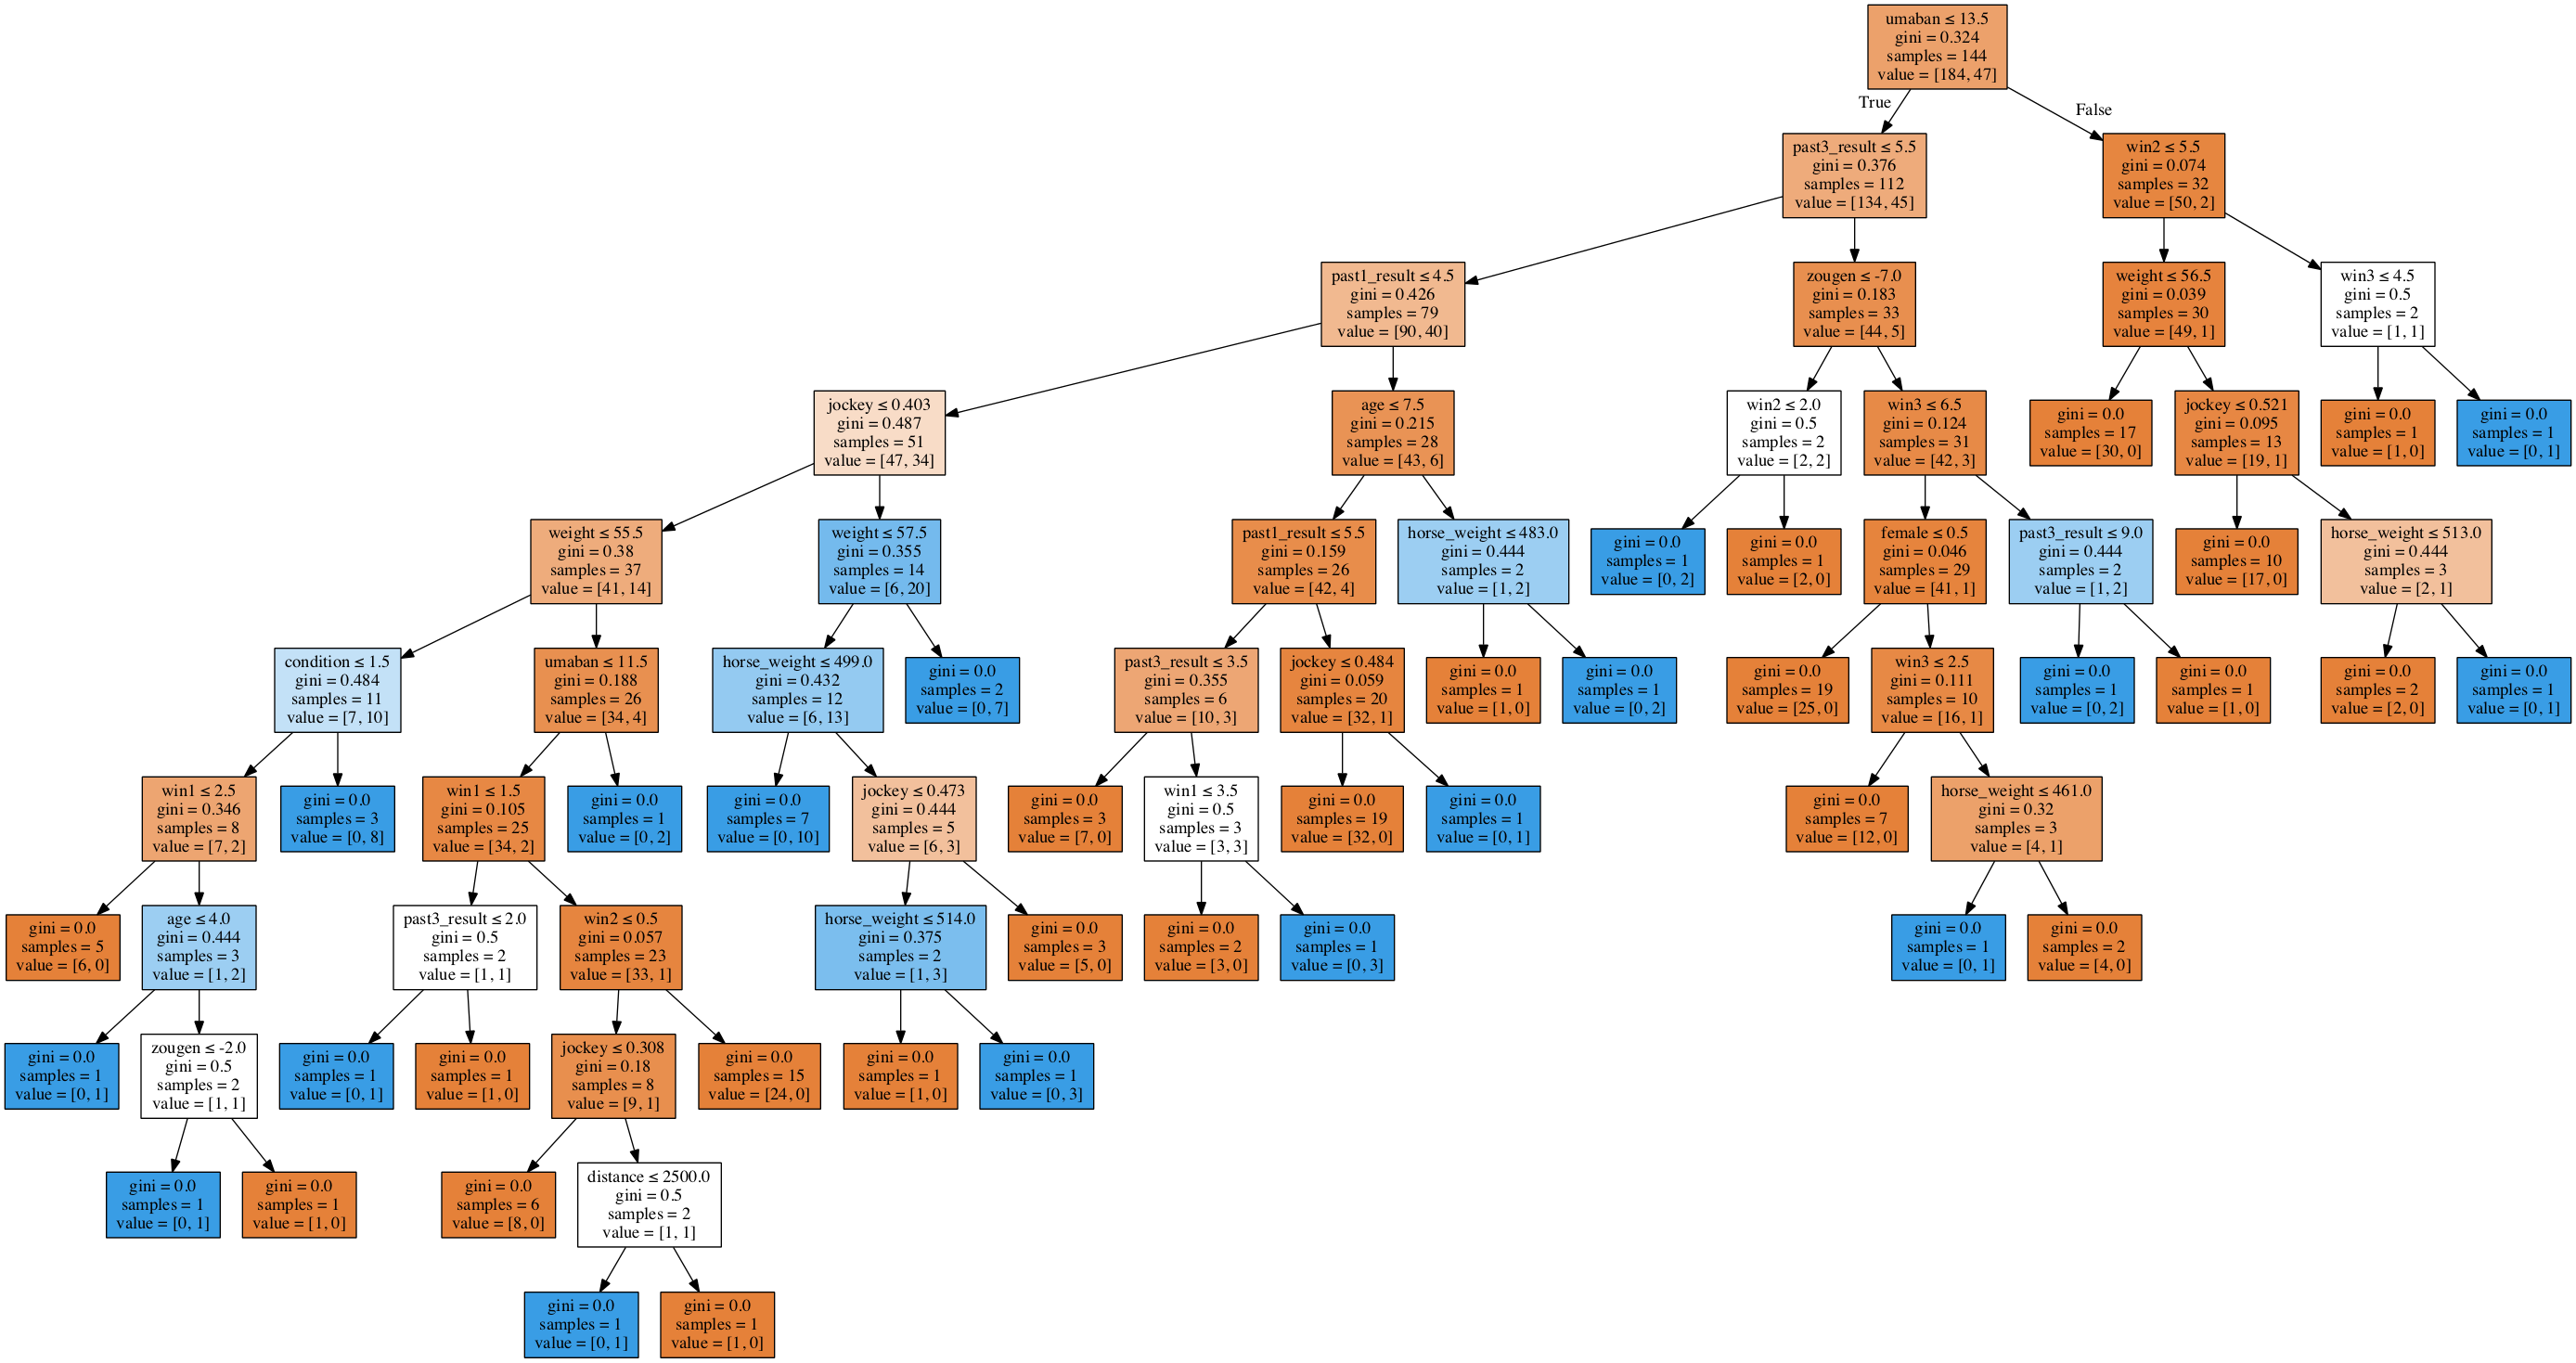 umaban ≤ 13.5
gini = 0.324
samples = 144
value = [184, 47]
True
False
past3_result ≤ 5.5
gini = 0.376
samples = 112
value = [134, 45]
win2 ≤ 5.5
gini = 0.074
samples = 32
value = [50, 2]
past1_result ≤ 4.5
gini = 0.426
samples = 79
value = [90, 40]
zougen ≤ -7.0
gini = 0.183
samples = 33
value = [44, 5]
weight ≤ 56.5
gini = 0.039
samples = 30
value = [49, 1]
win3 ≤ 4.5
gini = 0.5
samples = 2
value = [1, 1]
jockey ≤ 0.403
gini = 0.487
samples = 51
value = [47, 34]
age ≤ 7.5
gini = 0.215
samples = 28
value = [43, 6]
win2 ≤ 2.0
gini = 0.5
samples = 2
value = [2, 2]
win3 ≤ 6.5
gini = 0.124
samples = 31
value = [42, 3]
gini = 0.0
samples = 17
value = [30, 0]
jockey ≤ 0.521
gini = 0.095
samples = 13
value = [19, 1]
gini = 0.0
samples = 1
value = [1, 0]
gini = 0.0
samples = 1
value = [0, 1]
weight ≤ 55.5
gini = 0.38
samples = 37
value = [41, 14]
weight ≤ 57.5
gini = 0.355
samples = 14
value = [6, 20]
past1_result ≤ 5.5
gini = 0.159
samples = 26
value = [42, 4]
horse_weight ≤ 483.0
gini = 0.444
samples = 2
value = [1, 2]
gini = 0.0
samples = 1
value = [0, 2]
gini = 0.0
samples = 1
value = [2, 0]
female ≤ 0.5
gini = 0.046
samples = 29
value = [41, 1]
past3_result ≤ 9.0
gini = 0.444
samples = 2
value = [1, 2]
gini = 0.0
samples = 10
value = [17, 0]
horse_weight ≤ 513.0
gini = 0.444
samples = 3
value = [2, 1]
condition ≤ 1.5
gini = 0.484
samples = 11
value = [7, 10]
umaban ≤ 11.5
gini = 0.188
samples = 26
value = [34, 4]
horse_weight ≤ 499.0
gini = 0.432
samples = 12
value = [6, 13]
gini = 0.0
samples = 2
value = [0, 7]
past3_result ≤ 3.5
gini = 0.355
samples = 6
value = [10, 3]
jockey ≤ 0.484
gini = 0.059
samples = 20
value = [32, 1]
gini = 0.0
samples = 1
value = [1, 0]
gini = 0.0
samples = 1
value = [0, 2]
gini = 0.0
samples = 19
value = [25, 0]
win3 ≤ 2.5
gini = 0.111
samples = 10
value = [16, 1]
gini = 0.0
samples = 1
value = [0, 2]
gini = 0.0
samples = 1
value = [1, 0]
gini = 0.0
samples = 2
value = [2, 0]
gini = 0.0
samples = 1
value = [0, 1]
win1 ≤ 2.5
gini = 0.346
samples = 8
value = [7, 2]
gini = 0.0
samples = 3
value = [0, 8]
win1 ≤ 1.5
gini = 0.105
samples = 25
value = [34, 2]
gini = 0.0
samples = 1
value = [0, 2]
gini = 0.0
samples = 7
value = [0, 10]
jockey ≤ 0.473
gini = 0.444
samples = 5
value = [6, 3]
gini = 0.0
samples = 3
value = [7, 0]
win1 ≤ 3.5
gini = 0.5
samples = 3
value = [3, 3]
gini = 0.0
samples = 19
value = [32, 0]
gini = 0.0
samples = 1
value = [0, 1]
gini = 0.0
samples = 7
value = [12, 0]
horse_weight ≤ 461.0
gini = 0.32
samples = 3
value = [4, 1]
gini = 0.0
samples = 5
value = [6, 0]
age ≤ 4.0
gini = 0.444
samples = 3
value = [1, 2]
past3_result ≤ 2.0
gini = 0.5
samples = 2
value = [1, 1]
win2 ≤ 0.5
gini = 0.057
samples = 23
value = [33, 1]
horse_weight ≤ 514.0
gini = 0.375
samples = 2
value = [1, 3]
gini = 0.0
samples = 3
value = [5, 0]
gini = 0.0
samples = 2
value = [3, 0]
gini = 0.0
samples = 1
value = [0, 3]
gini = 0.0
samples = 1
value = [0, 1]
gini = 0.0
samples = 2
value = [4, 0]
gini = 0.0
samples = 1
value = [0, 1]
zougen ≤ -2.0
gini = 0.5
samples = 2
value = [1, 1]
gini = 0.0
samples = 1
value = [0, 1]
gini = 0.0
samples = 1
value = [1, 0]
jockey ≤ 0.308
gini = 0.18
samples = 8
value = [9, 1]
gini = 0.0
samples = 15
value = [24, 0]
gini = 0.0
samples = 1
value = [1, 0]
gini = 0.0
samples = 1
value = [0, 3]
gini = 0.0
samples = 1
value = [0, 1]
gini = 0.0
samples = 1
value = [1, 0]
gini = 0.0
samples = 6
value = [8, 0]
distance ≤ 2500.0
gini = 0.5
samples = 2
value = [1, 1]
gini = 0.0
samples = 1
value = [0, 1]
gini = 0.0
samples = 1
value = [1, 0]